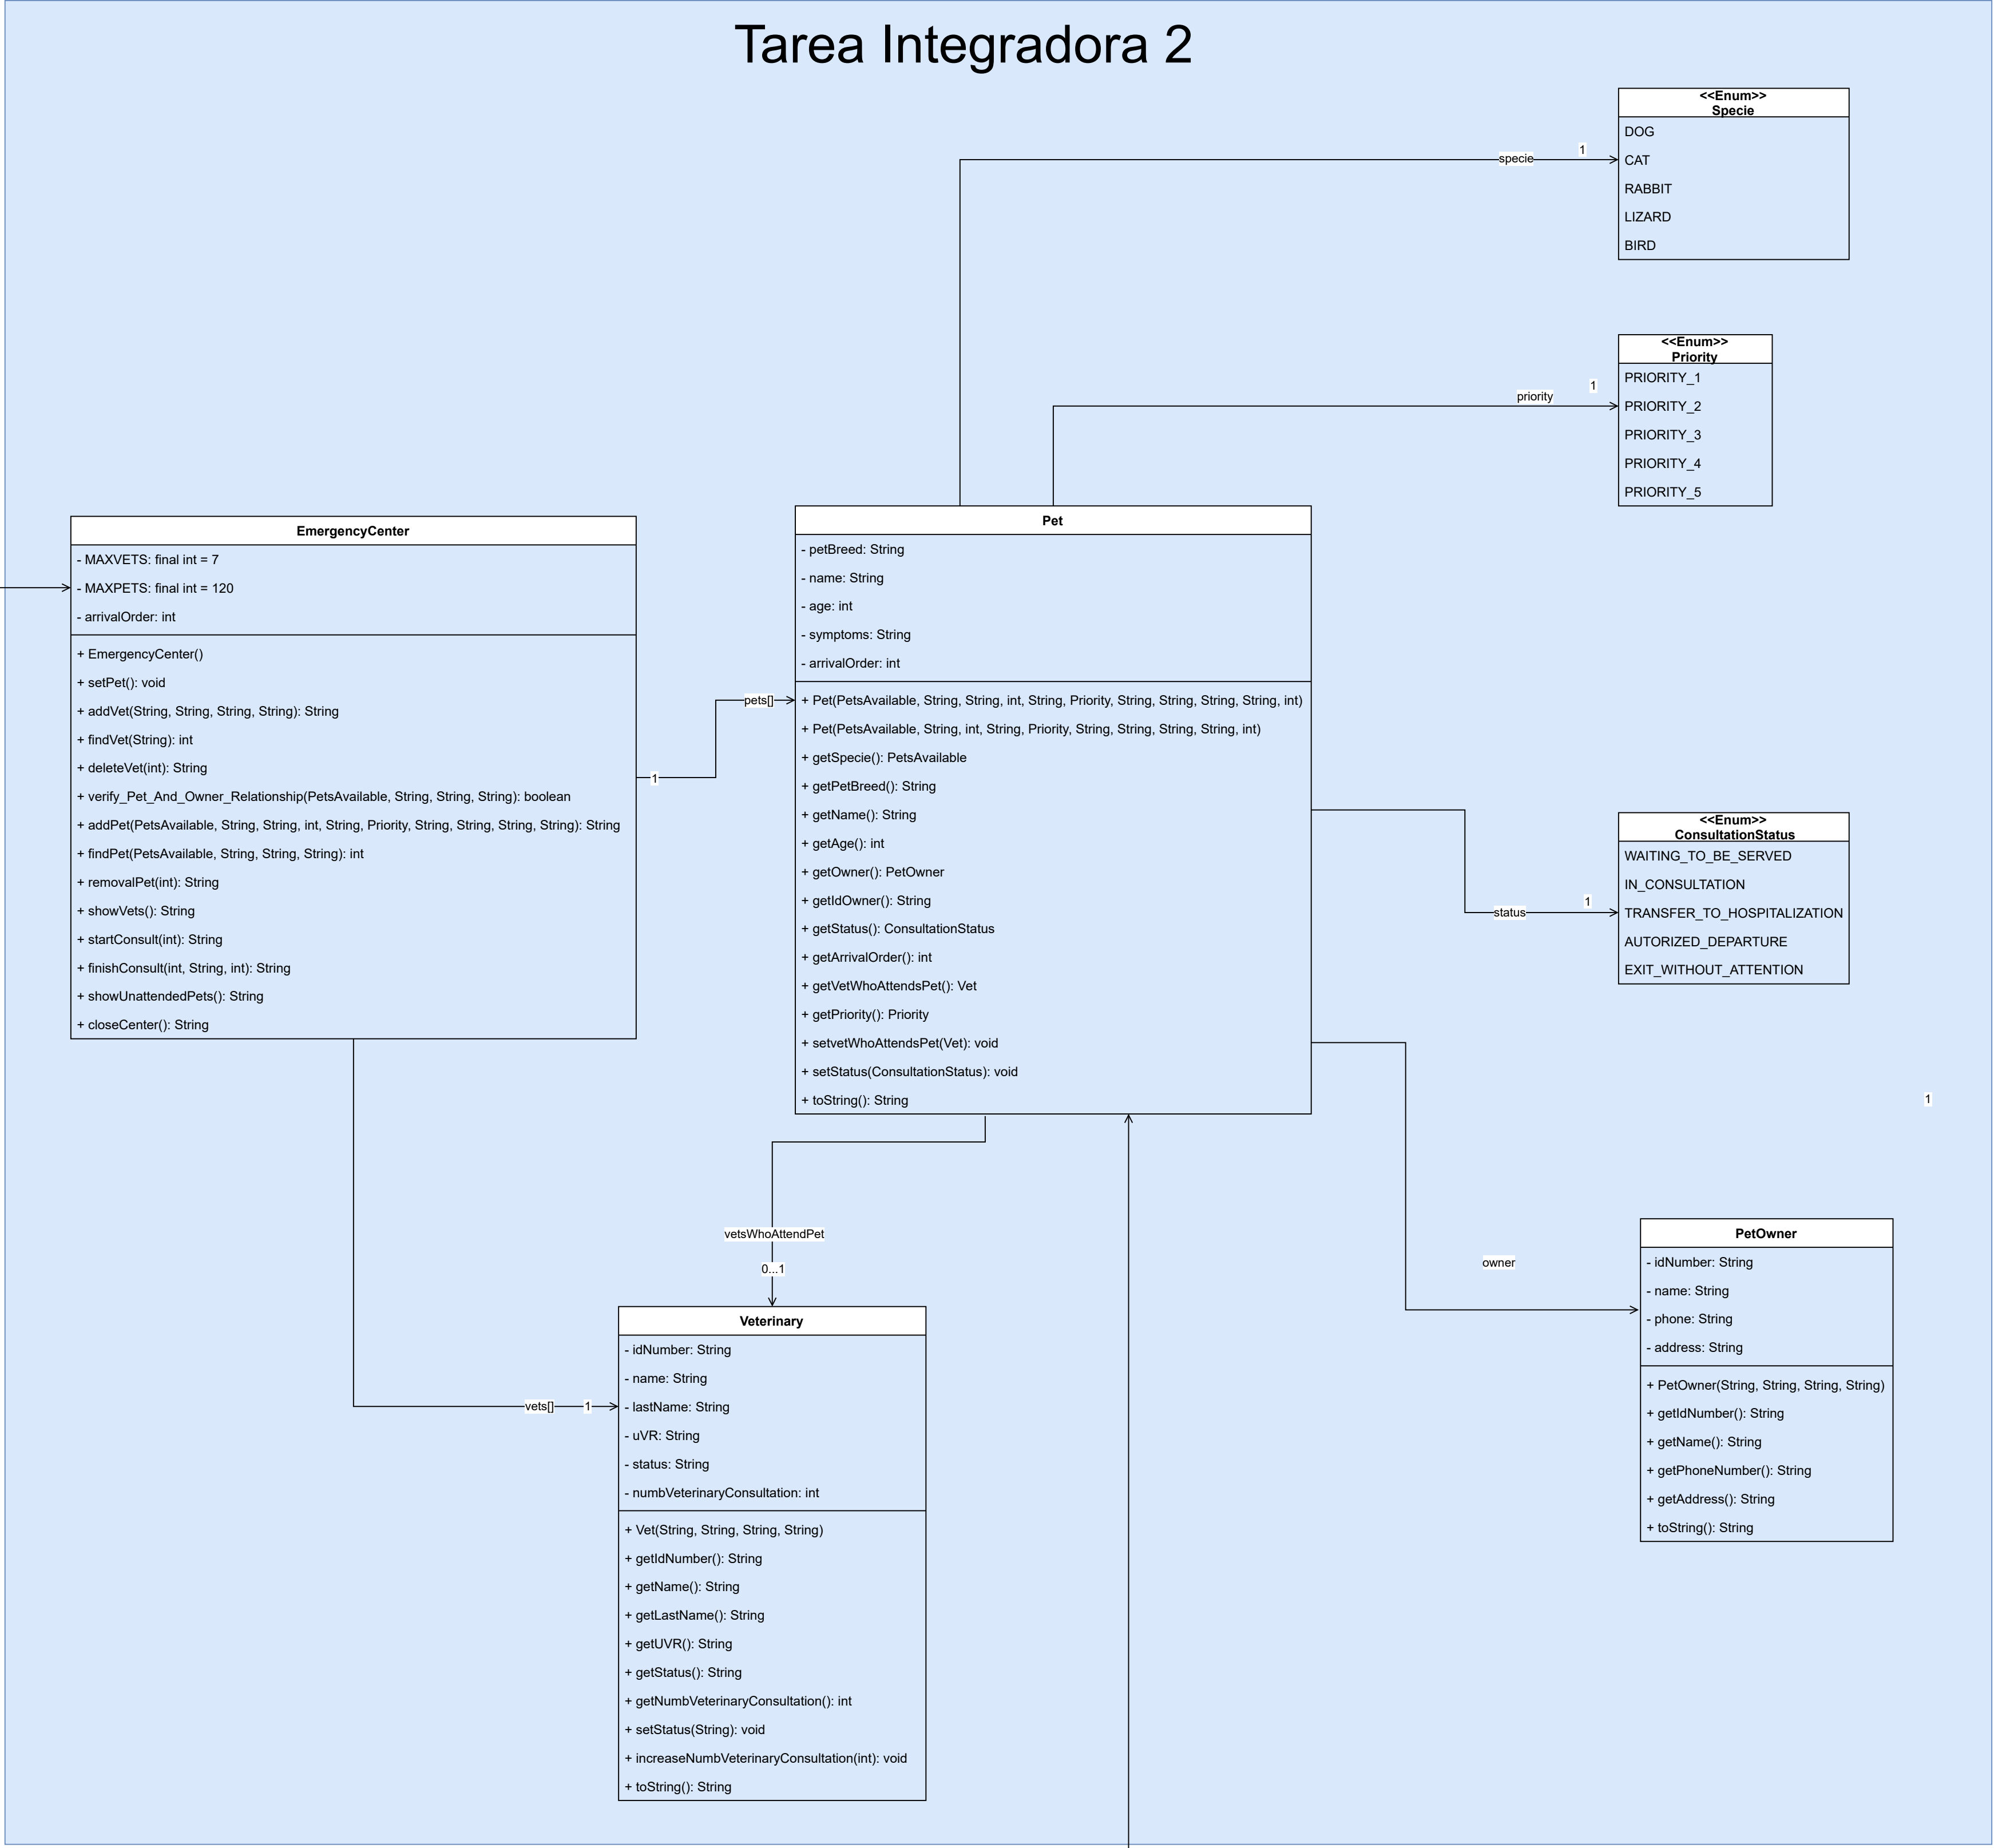 Tarea Integradora 2
<<Enum>>
Specie
DOG
CAT
RABBIT
LIZARD
BIRD
specie
1
<<Enum>>
Priority
PRIORITY_1
PRIORITY_2
PRIORITY_3
PRIORITY_4
PRIORITY_5
priority
1
EmergencyCenter
- MAXVETS: final int = 7
- MAXPETS: final int = 120
- arrivalOrder: int
+ EmergencyCenter()
+ setPet(): void
+ addVet(String, String, String, String): String
+ findVet(String): int
+ deleteVet(int): String
+ verify_Pet_And_Owner_Relationship(PetsAvailable, String, String, String): boolean
+ addPet(PetsAvailable, String, String, int, String, Priority, String, String, String, String): String
+ findPet(PetsAvailable, String, String, String): int
+ removalPet(int): String
+ showVets(): String
+ startConsult(int): String
+ finishConsult(int, String, int): String
+ showUnattendedPets(): String
+ closeCenter(): String
1
pets[]
Pet
- petBreed: String
- name: String
- age: int
- symptoms: String
- arrivalOrder: int
+ Pet(PetsAvailable, String, String, int, String, Priority, String, String, String, String, int)
+ Pet(PetsAvailable, String, int, String, Priority, String, String, String, String, int)
+ getSpecie(): PetsAvailable
+ getPetBreed(): String
+ getName(): String
+ getAge(): int
+ getOwner(): PetOwner
+ getIdOwner(): String
+ getStatus(): ConsultationStatus
+ getArrivalOrder(): int
+ getVetWhoAttendsPet(): Vet
+ getPriority(): Priority
+ setvetWhoAttendsPet(Vet): void
+ setStatus(ConsultationStatus): void
+ toString(): String
<<Enum>>
ConsultationStatus
WAITING_TO_BE_SERVED
IN_CONSULTATION
TRANSFER_TO_HOSPITALIZATION
AUTORIZED_DEPARTURE
EXIT_WITHOUT_ATTENTION
status
1
1
vetsWhoAttendPet
0...1
owner
PetOwner
- idNumber: String
- name: String
- phone: String
- address: String
+ PetOwner(String, String, String, String)
+ getIdNumber(): String
+ getName(): String
+ getPhoneNumber(): String
+ getAddress(): String
+ toString(): String
vets[]
1
Veterinary
- idNumber: String
- name: String
- lastName: String
- uVR: String
- status: String
- numbVeterinaryConsultation: int
+ Vet(String, String, String, String)
+ getIdNumber(): String
+ getName(): String
+ getLastName(): String
+ getUVR(): String
+ getStatus(): String
+ getNumbVeterinaryConsultation(): int
+ setStatus(String): void
+ increaseNumbVeterinaryConsultation(int): void
+ toString(): String